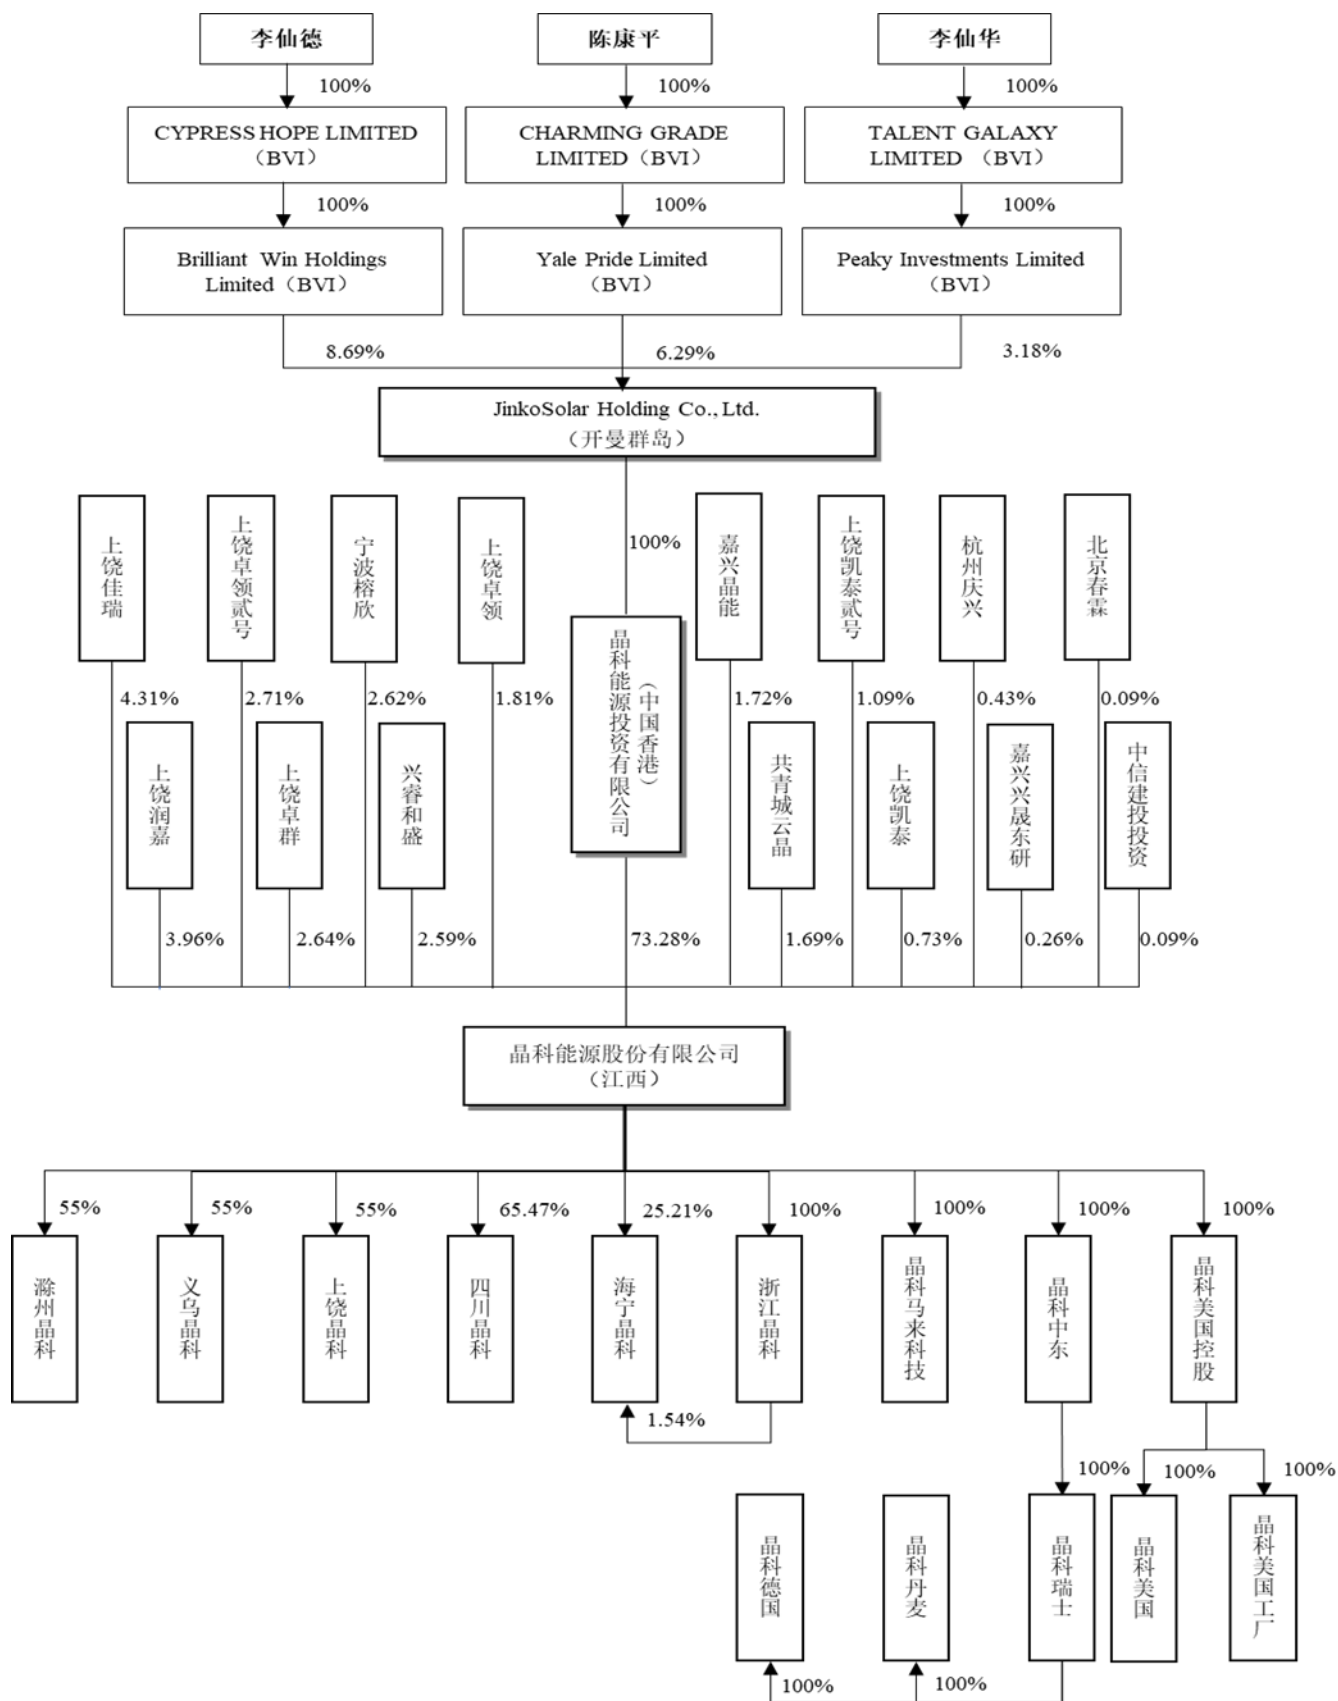 李仙德
陈康平
李仙华
100%
100%
100%
CYPRESS HOPE LIMITED
（BVI）
CHARMING GRADE
LIMITED（BVI）
TALENT GALAXY
LIMITED （BVI）
100%
100%
100%
Brilliant Win Holdings
Limited（BVI）
Yale Pride Limited
（BVI）
Peaky Investments Limited
（BVI）
8.69%
6.29%
3.18%
JinkoSolar Holding Co., Ltd.
（开曼群岛）
100%
上饶佳瑞
上饶卓领贰号
宁波榕欣
上饶卓领
晶科能源投资有限公司
（中国香港）
嘉兴晶能
上饶凯泰贰号
杭州庆兴
北京春霖
4.31%
2.71%
2.62%
1.81%
1.72%
1.09%
0.43%
0.09%
上饶润嘉
上饶卓群
兴睿和盛
共青城云晶
上饶凯泰
嘉兴兴晟东研
中信建投投资
3.96%
2.64%
2.59%
73.28%
1.69%
0.73%
0.26%
0.09%
晶科能源股份有限公司
（江西）
55%
55%
55%
65.47%
25.21%
100%
100%
100%
100%
滁州晶科
义乌晶科
上饶晶科
四川晶科
海宁晶科
浙江晶科
晶科马来科技
晶科中东
晶科美国控股
1.54%
100%
100%
100%
晶科德国
晶科丹麦
晶科瑞士
晶科美国
晶科美国工厂
100%
100%